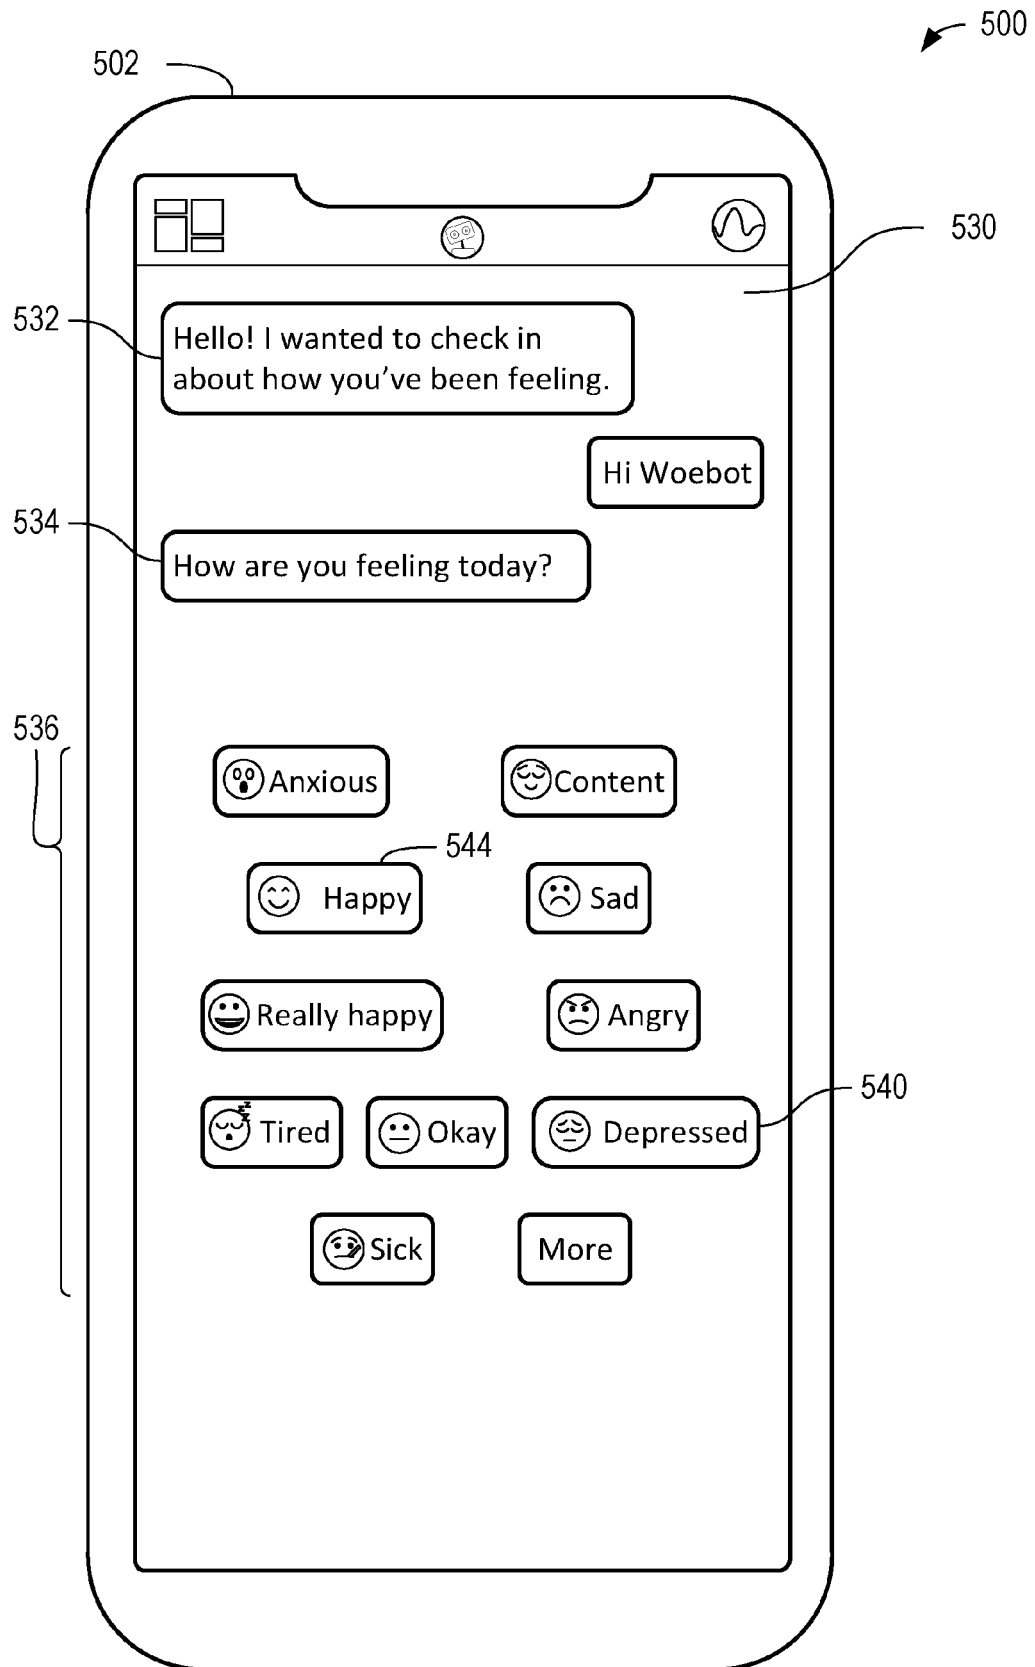 500
502
530
532
Hello! I wanted to check in
about how you've been feeling.
Hi Woebot
534
How are you feeling today?
536
Anxious
Content
544
Happy
Sad
Really happy
Angry
540
zzz
Tired
Okay
Depressed
Sick
More